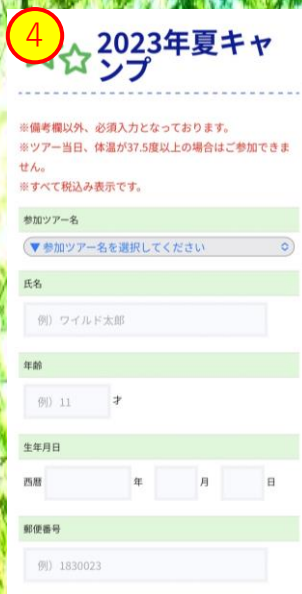 4
2023年夏キャ
ンプ
※備考欄以外、必須入力となっております。
※ツアー当日、体温が37.5度以上の場合はご参加できま
せん。
※すべて税込み表示です。
参加ツアー名
▼ 参加ツアー名を選択してください
氏名
例）ワイルド太郎
年齢
例）11 才
生年月日
西暦 年 月 日
郵便番号
例）1830023